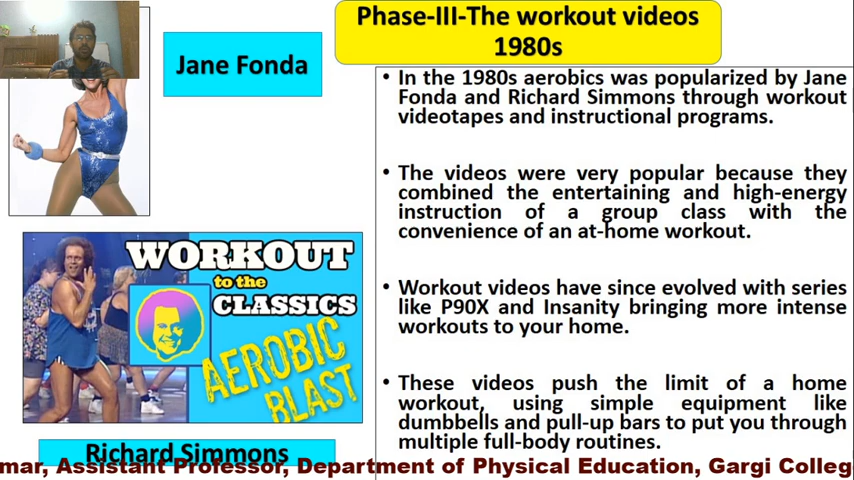 Phase-III-The workout videos
1980s
Jane Fonda
• In the 1980s aerobics was popularized by Jane
Fonda and Richard Simmons through workout
videotapes and instructional programs.
• The videos were very popular because they
combined the entertaining and high-energy
instruction of a group class with the
convenience of an at-home workout.
• Workout videos have since evolved with series
like P90X and Insanity bringing more intense
workouts to your home.
• These videos push the limit of a home
workout, using simple equipment like
dumbbells and pull-up bars to put you through
multiple full-body routines.
WORKOUT
to the
CLASSICS
AEROBIC
BLAST
Richard Simmons
mar, Assistant Professor, Department of Physical Education, Gargi Colleg